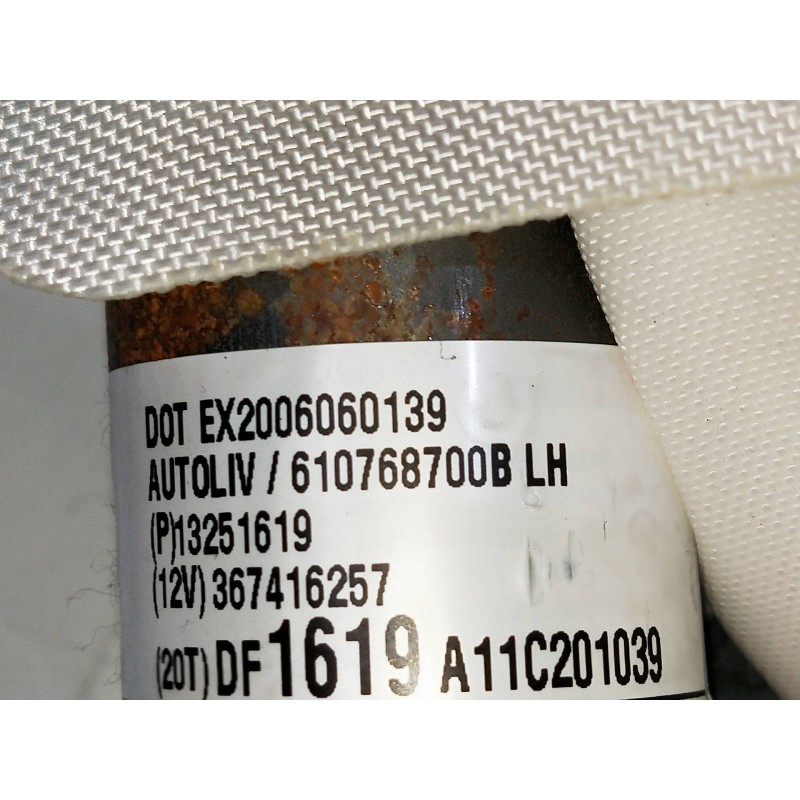 DOT EX2006060139
AUTOLIV / 610768700B LH
(P)13251619
(12V) 367416257
(20T) DF1619 A11C201039